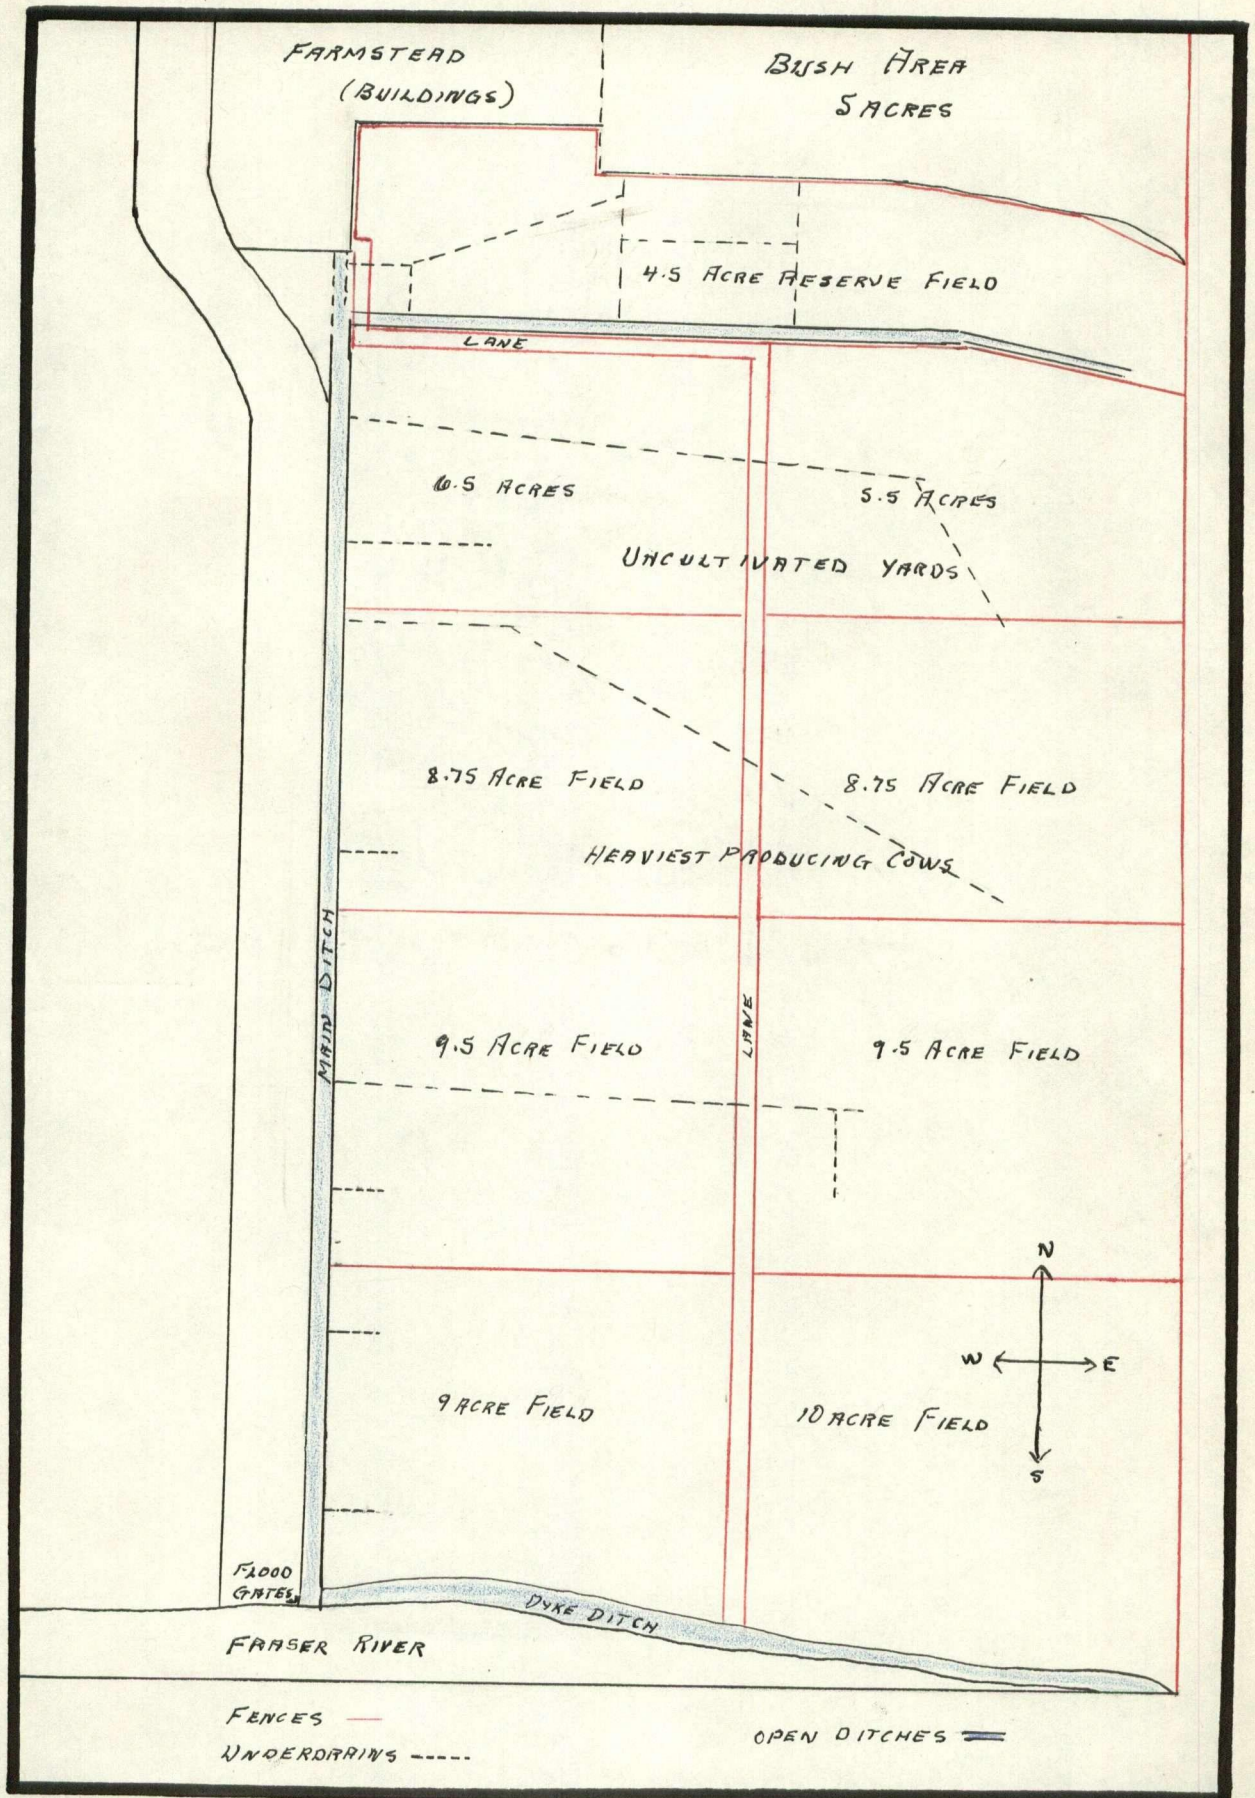 FARMSTEAD
(BUILDINGS)
BUSH AREA
5 ACRES
4.5 ACRE RESERVE FIELD
LANE
6.5 ACRES
5.5 ACRES
UNCULTIVATED YARDS
8.75 ACRE FIELD
8.75 ACRE FIELD
HEAVIEST PRODUCING COWS
MAIN DITCH
LANE
9.5 ACRE FIELD
9.5 ACRE FIELD
N
W E
S
9 ACRE FIELD
10 ACRE FIELD
FLOOD
GATES
DYKE DITCH
FRASER RIVER
FENCES
UNDERDRAINS
OPEN DITCHES